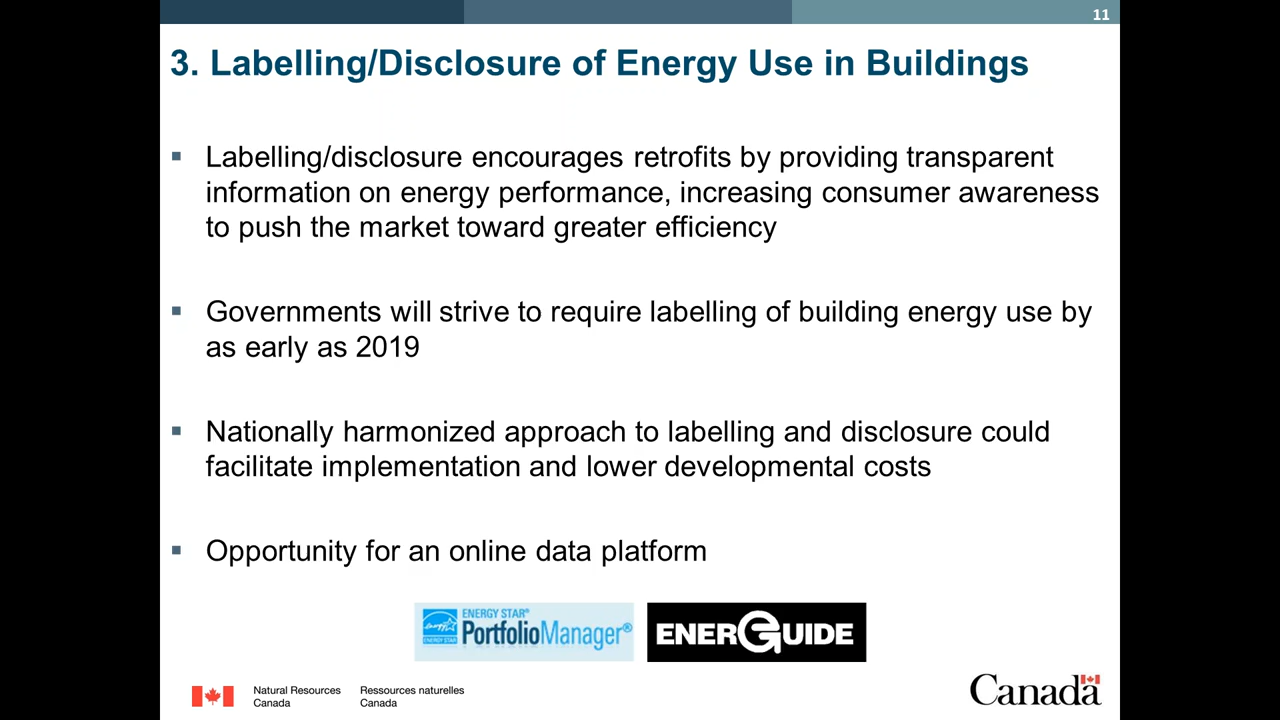 11
3. Labelling/Disclosure of Energy Use in Buildings
▪ Labelling/disclosure encourages retrofits by providing transparent
information on energy performance, increasing consumer awareness
to push the market toward greater efficiency
▪ Governments will strive to require labelling of building energy use by
as early as 2019
▪ Nationally harmonized approach to labelling and disclosure could
facilitate implementation and lower developmental costs
▪ Opportunity for an online data platform
ENERGY STAR®
PortfolioManager®
ENERGY STAR
ENERGUIDE
Natural Resources
Canada
Ressources naturelles
Canada
Canada